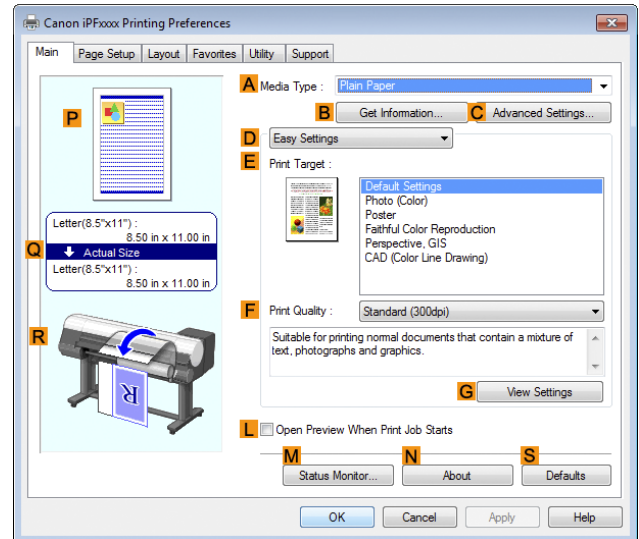 Canon iPFxxxx Printing Preferences
Main Page Setup Layout Favorites Utility Support
A Media Type : Plain Paper
B Get Information... C Advanced Settings...
D Easy Settings
E Print Target :
Default Settings
Photo (Color)
Poster
Faithful Color Reproduction
Perspective, GIS
CAD (Color Line Drawing)
F Print Quality : Standard (300dpi)
Suitable for printing normal documents that contain a mixture of
text, photographs and graphics.
G View Settings
L Open Preview When Print Job Starts
M Status Monitor... N About S Defaults
P
Q
Letter(8.5"x11") :
8.50 in x 11.00 in
Actual Size
Letter(8.5"x11") :
8.50 in x 11.00 in
R
R
OK Cancel Apply Help